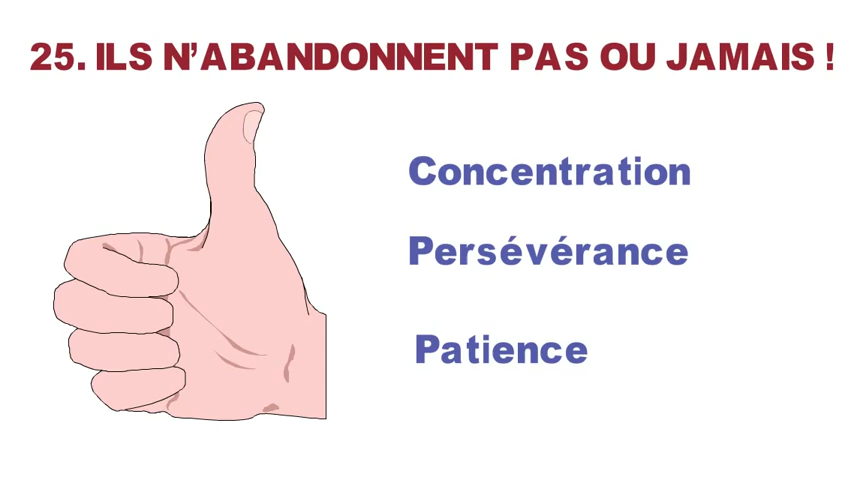 25. ILS N'ABANDONNENT PAS OU JAMAIS !
Concentration
Persévérance
Patience